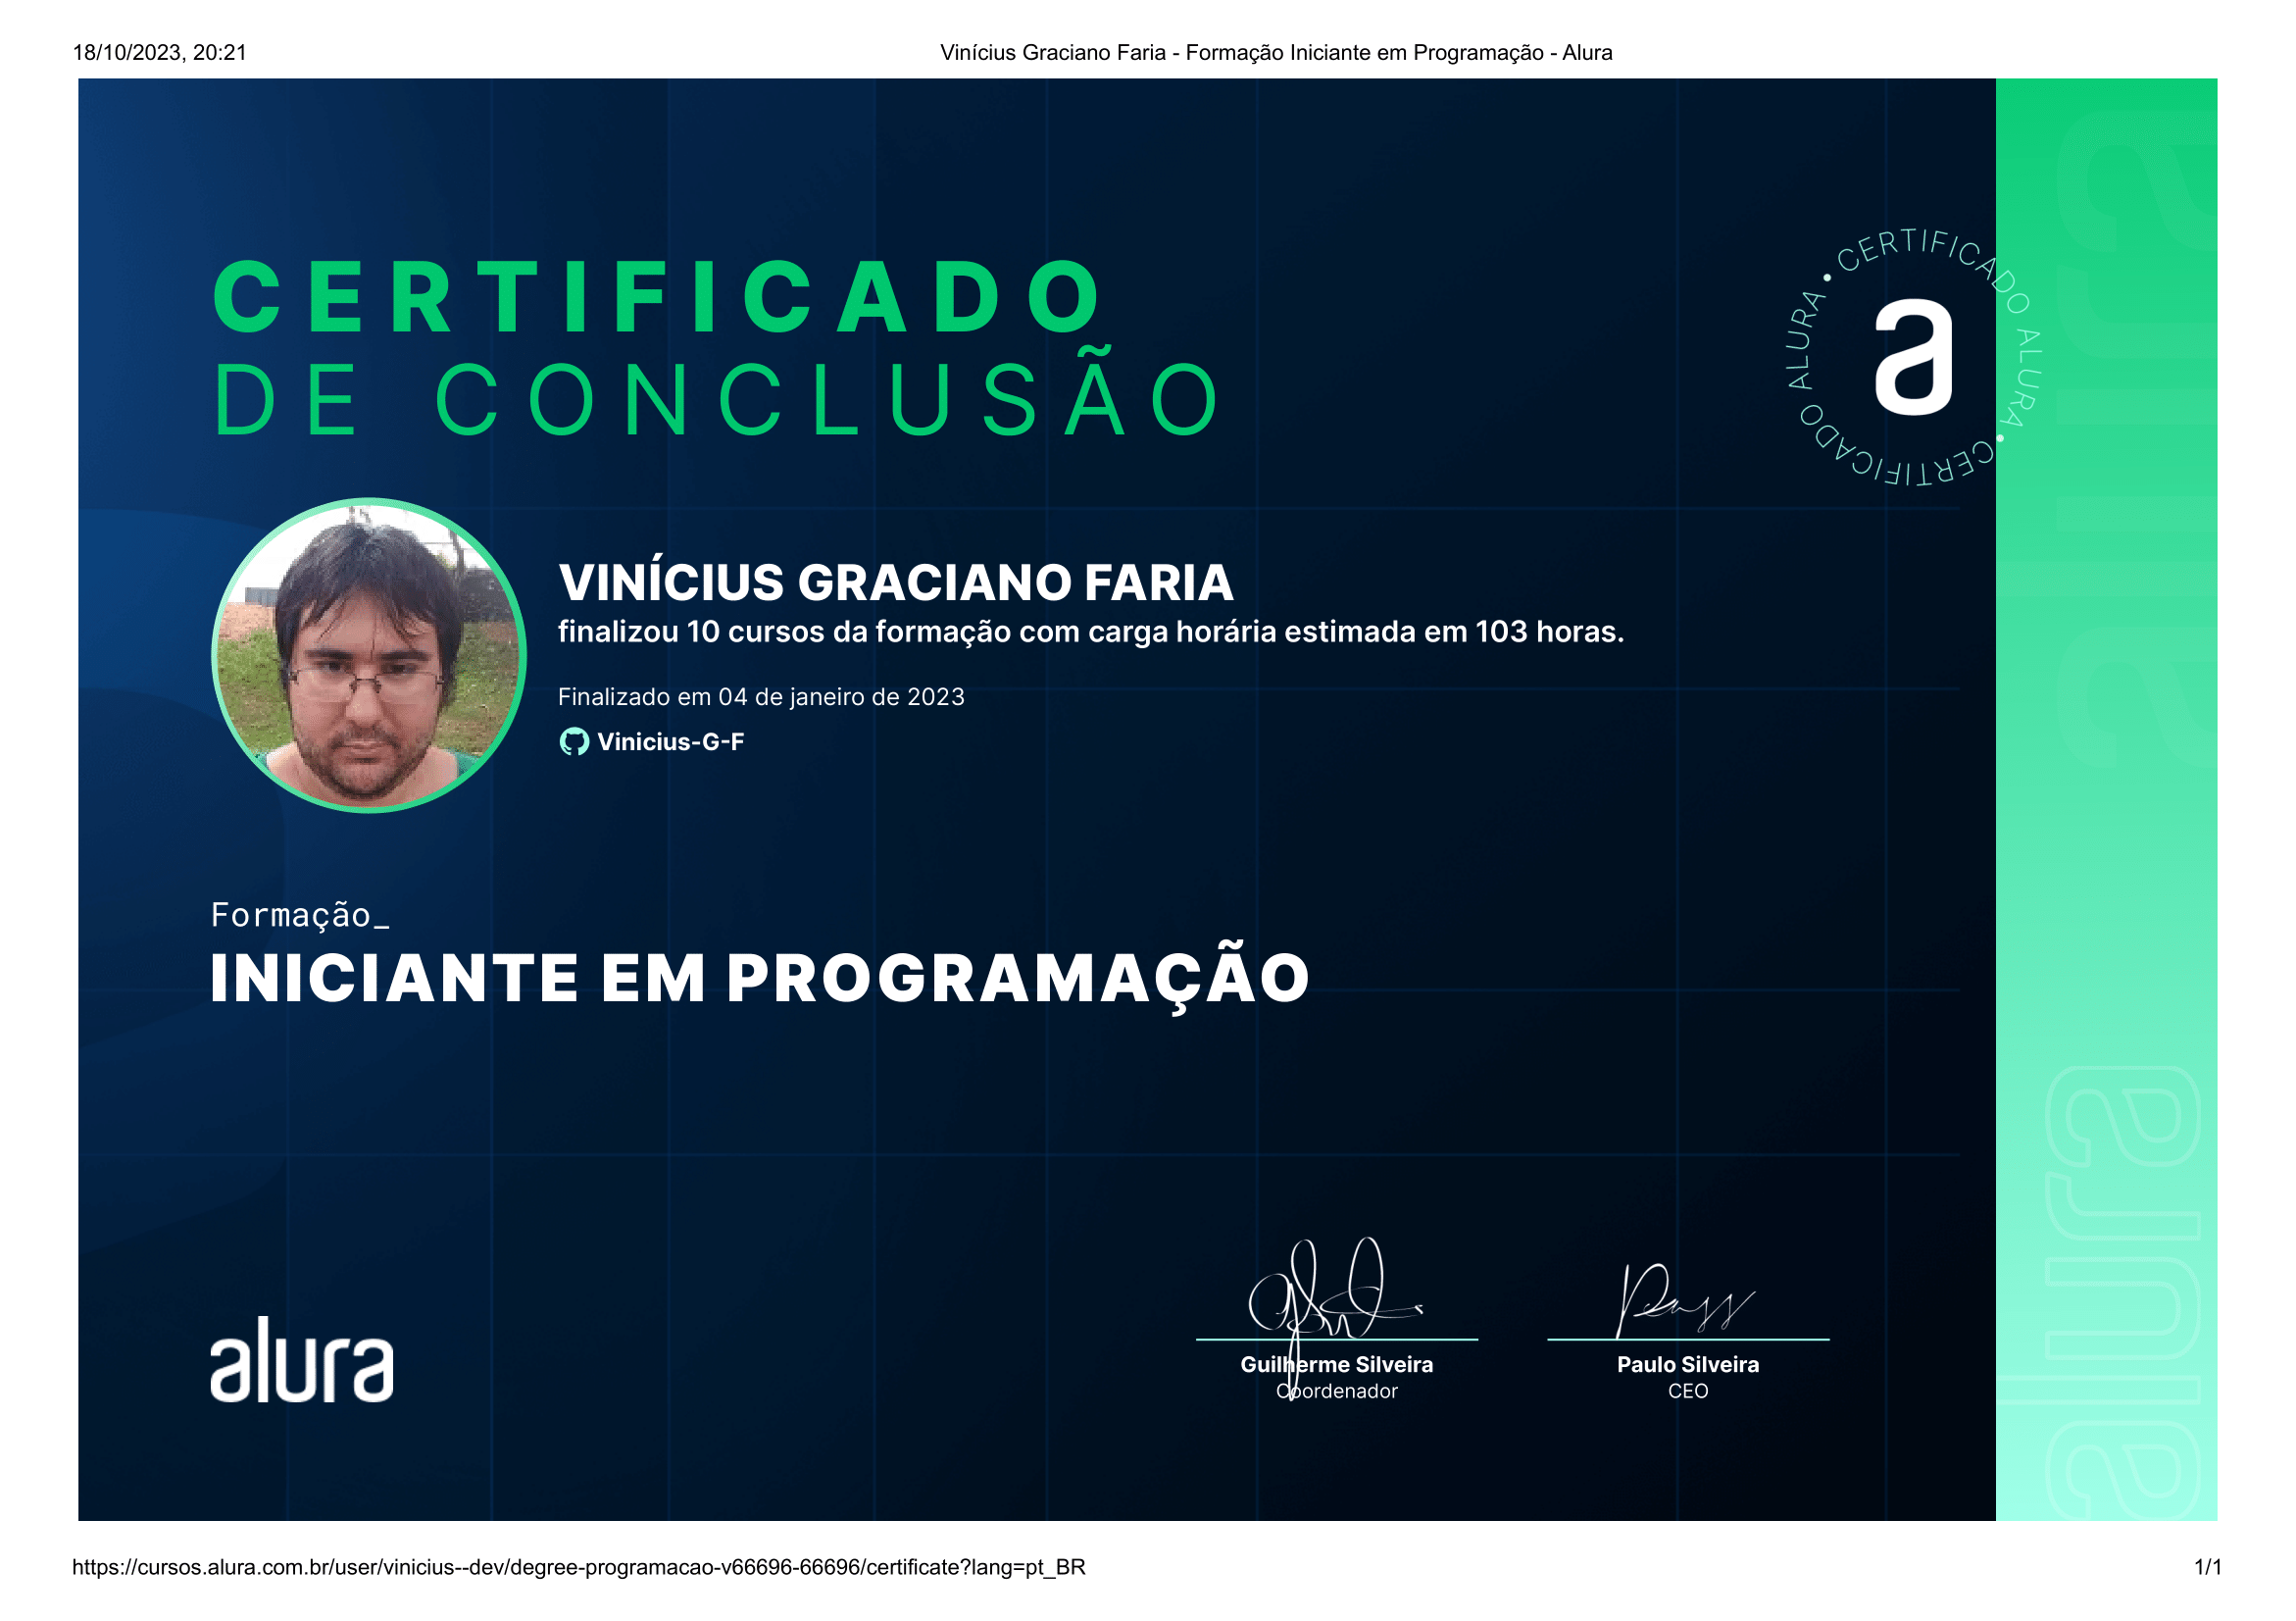 18/10/2023, 20:21
Vinícius Graciano Faria - Formação Iniciante em Programação - Alura
CERTIFICADO
DE CONCLUSÃO
CERTIFICADO ALURA • CERTIFICADO ALURA •
a
VINÍCIUS GRACIANO FARIA
finalizou 10 cursos da formação com carga horária estimada em 103 horas.
Finalizado em 04 de janeiro de 2023
Vinicius-G-F
Formação_
INICIANTE EM PROGRAMAÇÃO
alura
Guilherme Silveira
Coordenador
Paulo Silveira
CEO
alura
alura
https://cursos.alura.com.br/user/vinicius--dev/degree-programacao-v66696-66696/certificate?lang=pt_BR
1/1